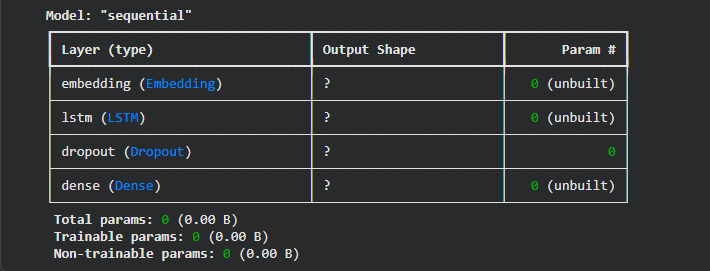 Model: "sequential"
Layer (type) Output Shape Param #
embedding (Embedding) ? 0 (unbuilt)
lstm (LSTM) ? 0 (unbuilt)
dropout (Dropout) ? 0
dense (Dense) ? 0 (unbuilt)
Total params: 0 (0.00 B)
Trainable params: 0 (0.00 B)
Non-trainable params: 0 (0.00 B)